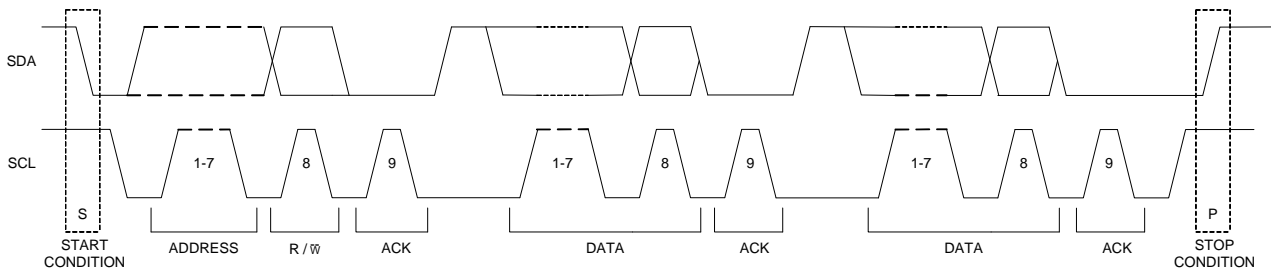 SDA
SCL
1-7
8
9
1-7
8
9
1-7
8
9
S
P
START
CONDITION
ADDRESS
R / W̅
ACK
DATA
ACK
DATA
ACK
STOP
CONDITION